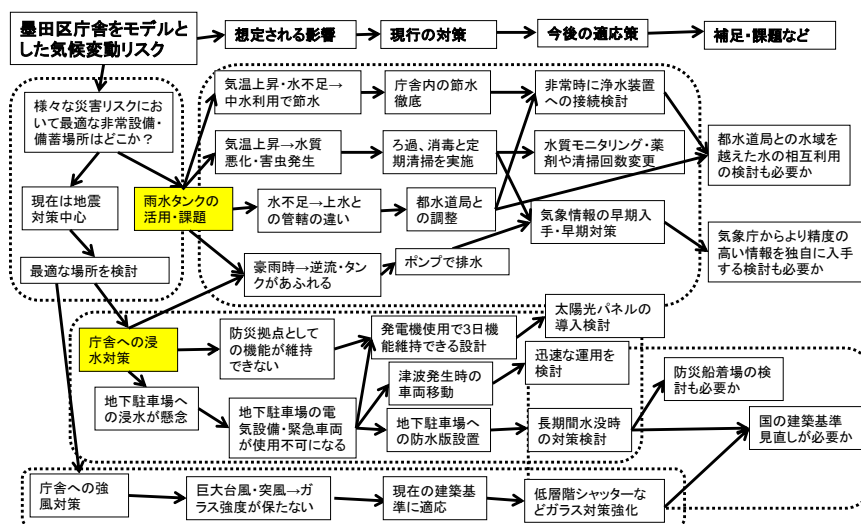 墨田区庁舎をモデルと
した気候変動リスク
想定される影響
現行の対策
今後の適応策
補足・課題など
様々な災害リスクにお
いて最適な非常設備・
備蓄場所はどこか？
気温上昇・水不足→
中水利用で節水
庁舎内の節水
徹底
非常時に浄水装置
への接続検討
気温上昇→水質
悪化・害虫発生
ろ過、消毒と定
期清掃を実施
水質モニタリング・薬
剤や清掃回数変更
都水道局との水域を
越えた水の相互利用
の検討も必要か
現在は地震
対策中心
雨水タンクの
活用・課題
水不足→上水と
の管轄の違い
都水道局と
の調整
気象情報の早期入
手・早期対策
最適な場所を検討
豪雨時→逆流・タン
クがあふれる
ポンプで排水
気象庁からより精度の
高い情報を独自に入手
する検討も必要か
庁舎への浸
水対策
防災拠点として
の機能が維持
できない
発電機使用で3日機
能維持できる設計
太陽光パネルの
導入検討
津波発生時の
車両移動
迅速な運用を
検討
防災船着場の検
討も必要か
地下駐車場へ
の浸水が懸念
地下駐車場の電
気設備・緊急車両
が使用不可になる
地下駐車場へ
の防水版設置
長期間水没時
の対策検討
国の建築基準
見直しが必要か
庁舎への強
風対策
巨大台風・突風→ガ
ラス強度が保たない
現在の建築基
準に適応
低層階シャッターな
どガラス対策強化